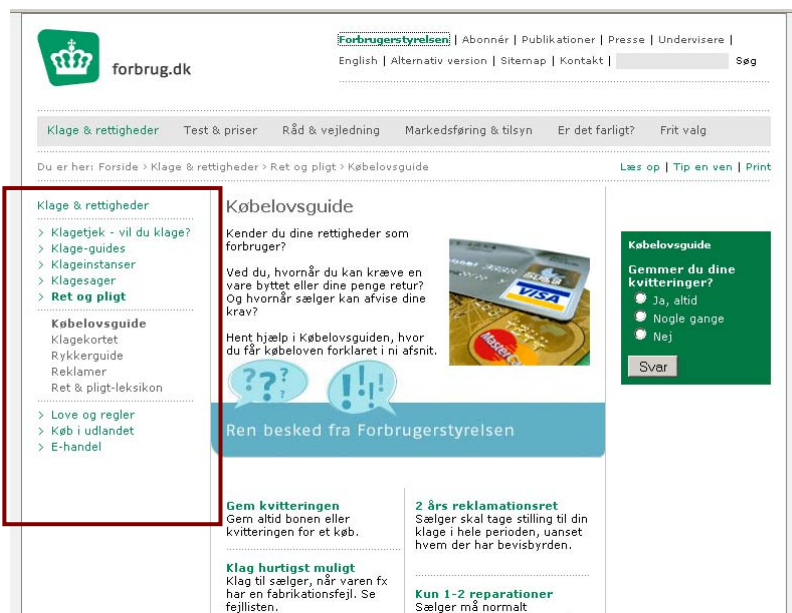 forbrug.dk
Forbrugerstyrelsen | Abonnér | Publikationer | Presse | Undervisere |
English | Alternativ version | Sitemap | Kontakt | Søg
Klage & rettigheder Test & priser Råd & vejledning Markedsføring & tilsyn Er det farligt? Frit valg
Du er her: Forside > Klage & rettigheder > Ret og pligt > Købelovsguide
Læs op | Tip en ven | Print
Klage & rettigheder
> Klagetjek - vil du klage?
> Klage-guides
> Klageinstanser
> Klagesager
> Ret og pligt
Købelovsguide
Klagekortet
Rykkerguide
Reklamer
Ret & pligt-leksikon
> Love og regler
> Køb i udlandet
> E-handel
Købelovsguide
Kender du dine rettigheder som
forbruger?
Ved du, hvornår du kan kræve en
vare byttet eller dine penge retur?
Og hvornår sælger kan afvise dine
krav?
Hent hjælp i Købelovsguiden, hvor
du får købeloven forklaret i ni afsnit.
VISA
MasterCard
???
!!!!
Ren besked fra Forbrugerstyrelsen
Gem kvitteringen
Gem altid bonen eller
kvitteringen for et køb.
Klag hurtigst muligt
Klag til sælger, når varen fx
har en fabrikationsfejl. Se
fejllisten.
2 års reklamationsret
Sælger skal tage stilling til din
klage i hele perioden, uanset
hvem der har bevisbyrden.
Kun 1-2 reparationer
Sælger må normalt
Købelovsguide
Gemmer du dine
kvitteringer?
Ja, altid
Nogle gange
Nej
Svar